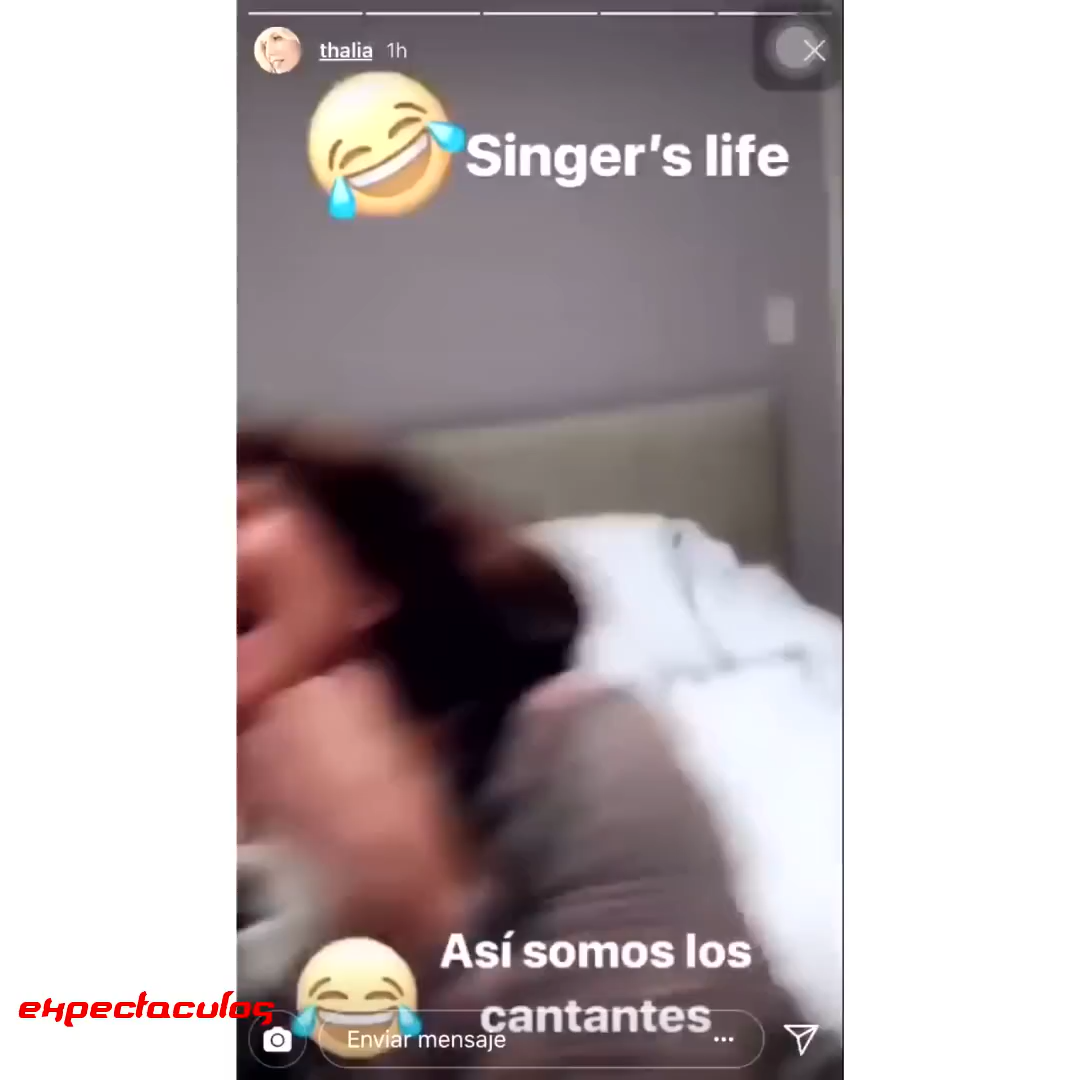 thalia 1h
Singer's life
Así somos los
cantantes
expectaculos
Enviar mensaje